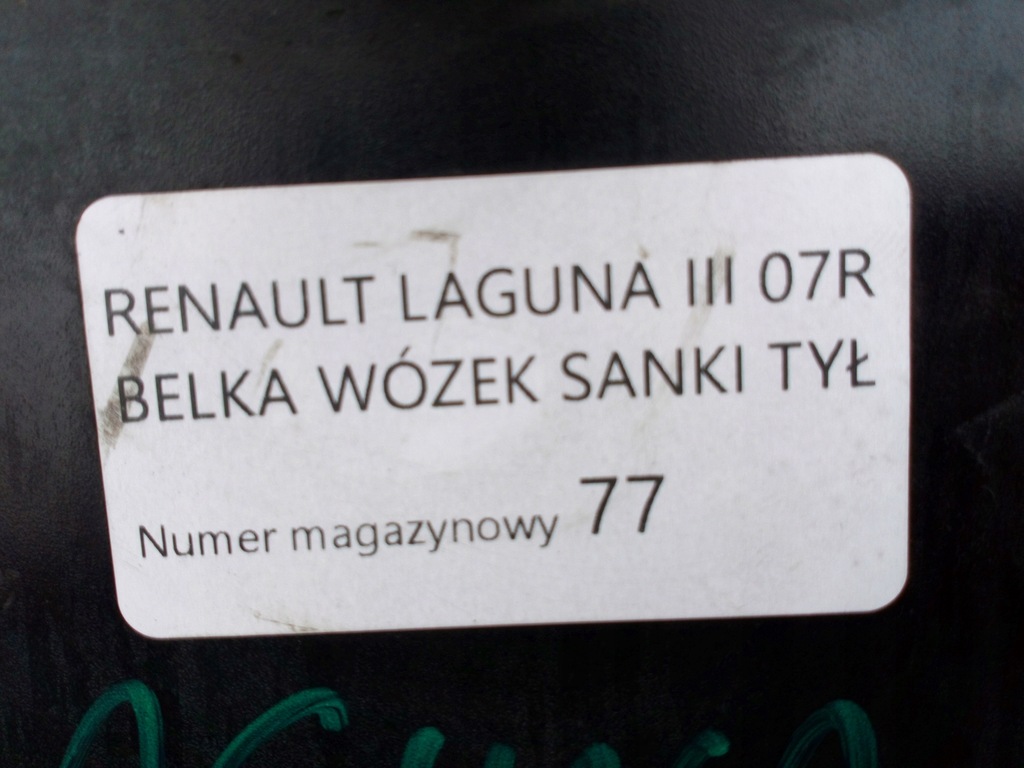 RENAULT LAGUNA III 07R
BELKA WÓZEK SANKI TYŁ
Numer magazynowy 77